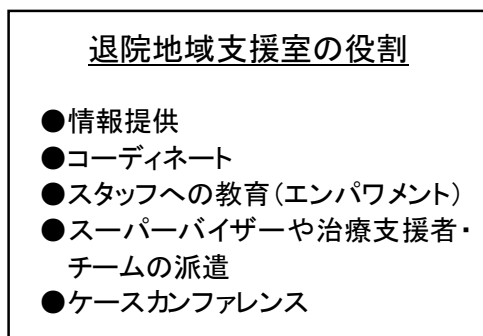 退院地域支援室の役割
●情報提供
●コーディネート
●スタッフへの教育(エンパワメント)
●スーパーバイザーや治療支援者・
チームの派遣
●ケースカンファレンス